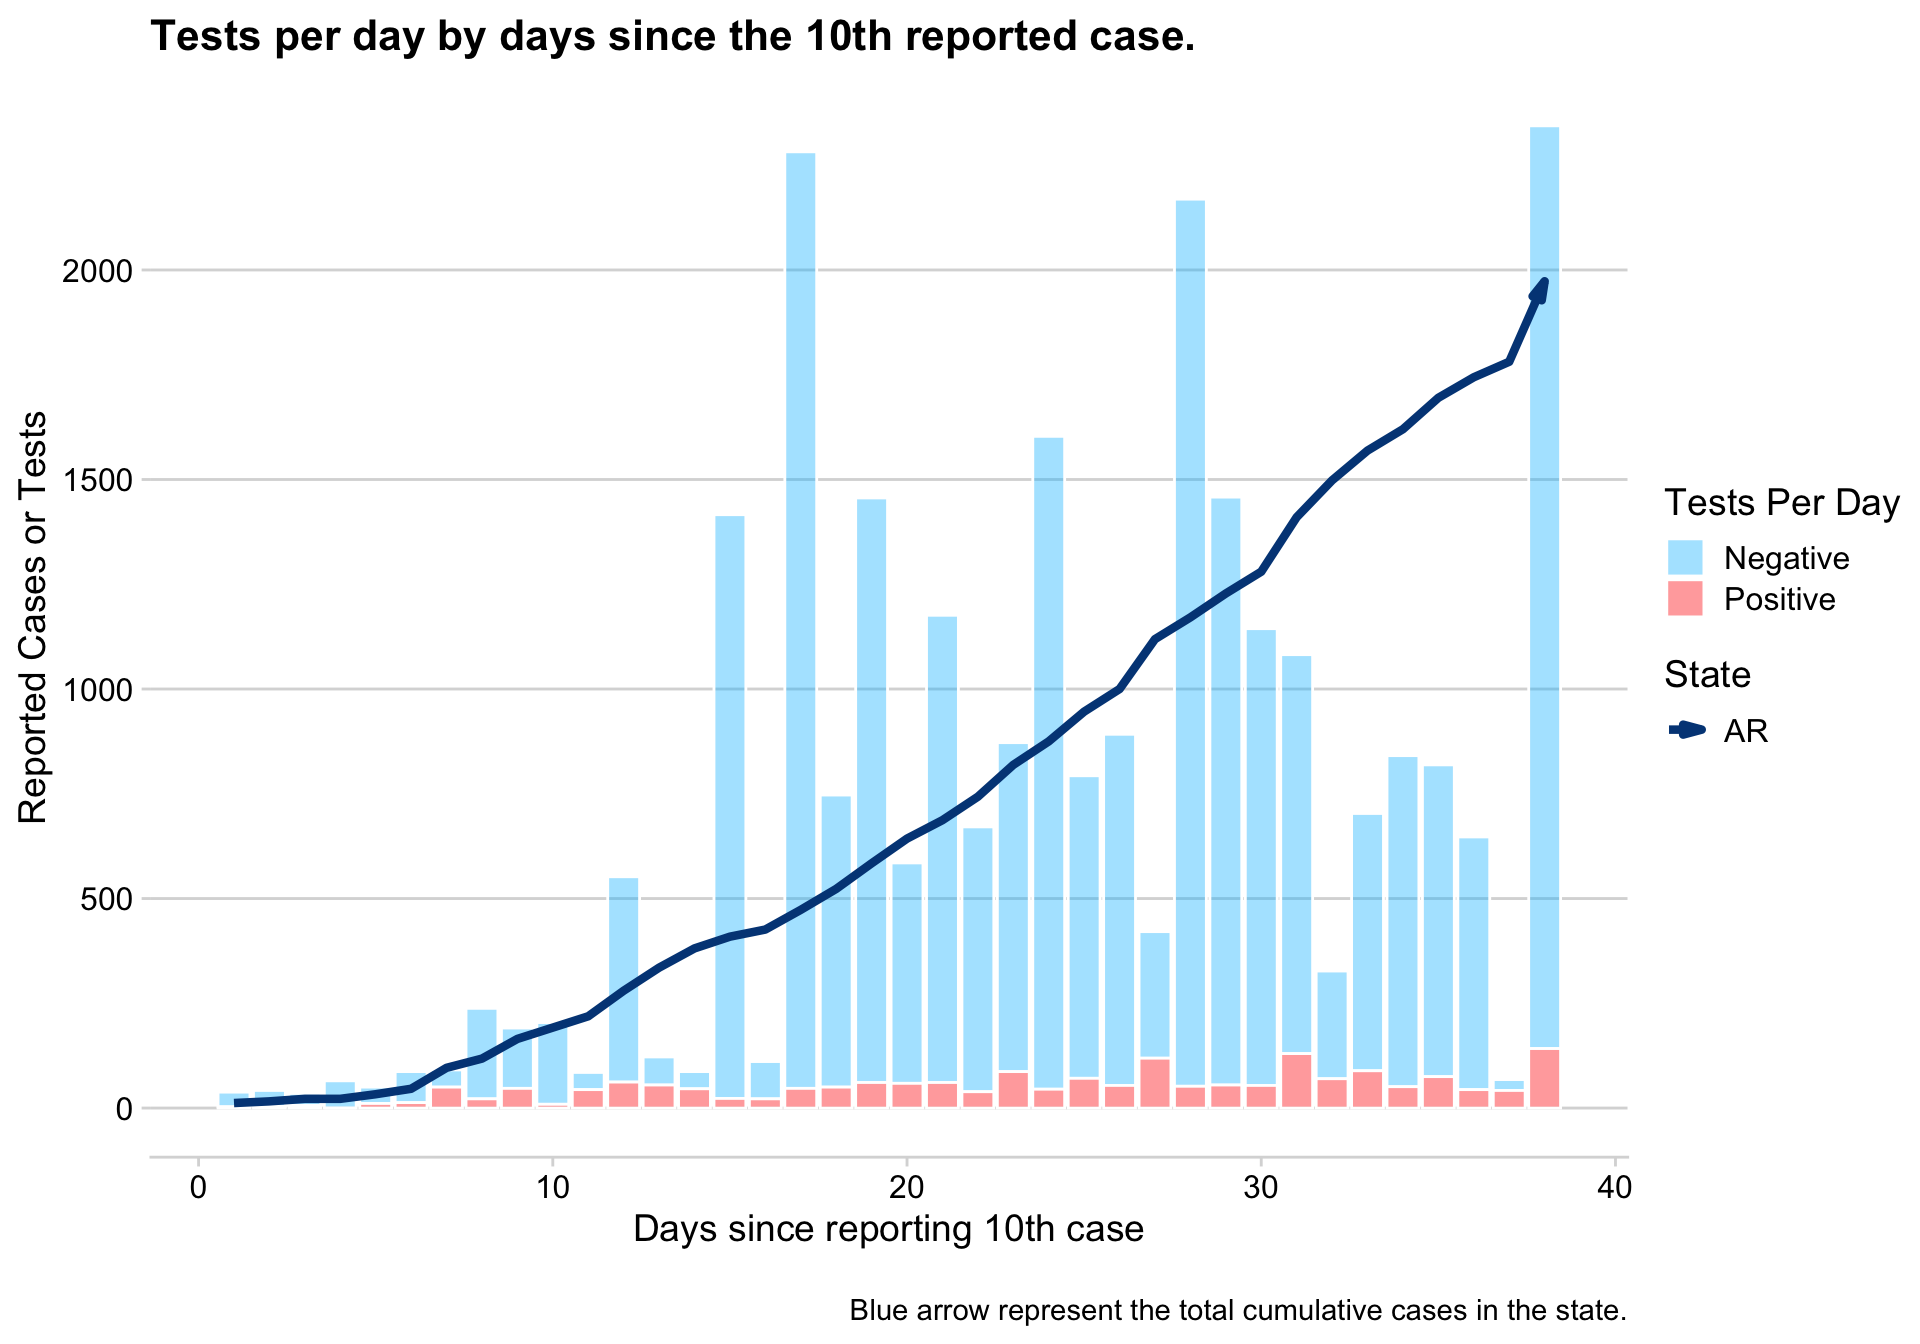 Tests per day by days since the 10th reported case.
Reported Cases or Tests
2000
1500
1000
500
0
0 10 20 30 40
Days since reporting 10th case
Tests Per Day
Negative
Positive
State
AR
Blue arrow represent the total cumulative cases in the state.